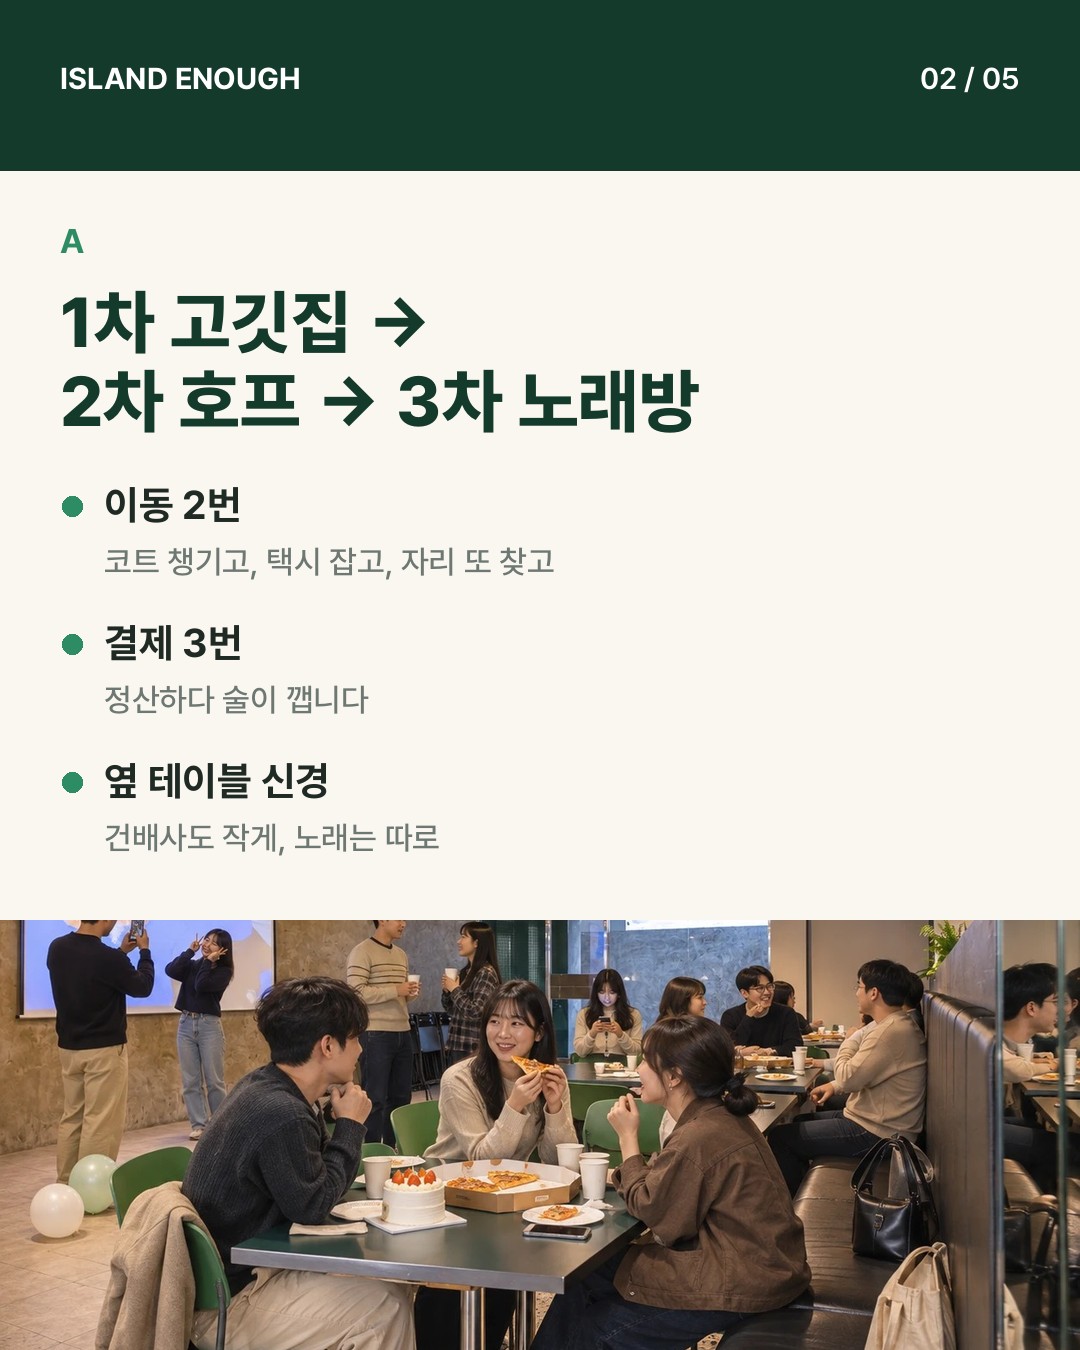 ISLAND ENOUGH
02 / 05
A
1차 고깃집 →
2차 호프 → 3차 노래방
이동 2번
코트 챙기고, 택시 잡고, 자리 또 찾고
결제 3번
정산하다 술이 깹니다
옆 테이블 신경
건배사도 작게, 노래는 따로